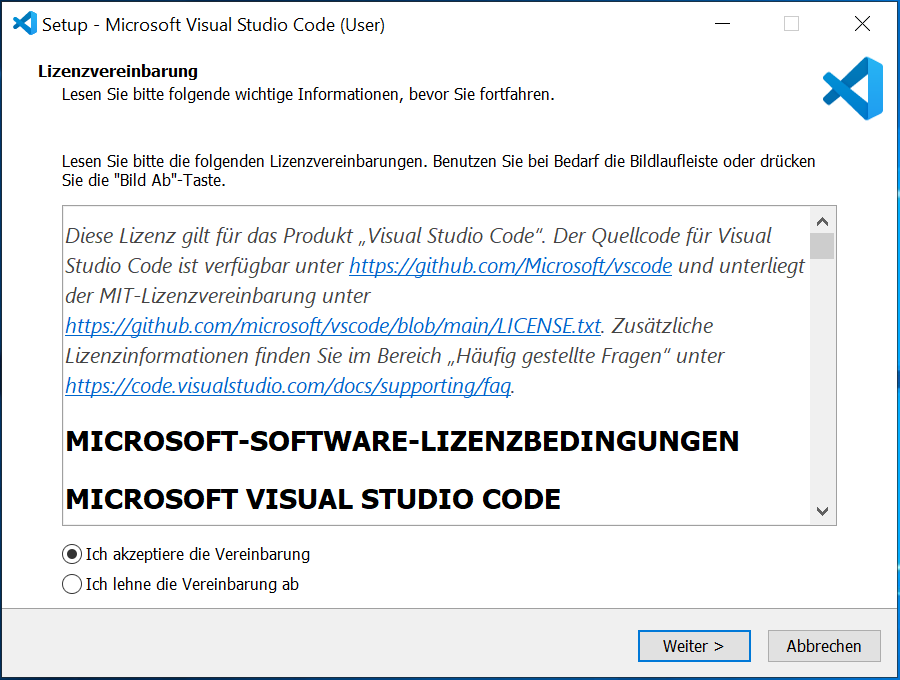 Setup - Microsoft Visual Studio Code (User)
Lizenzvereinbarung
Lesen Sie bitte folgende wichtige Informationen, bevor Sie fortfahren.
Lesen Sie bitte die folgenden Lizenzvereinbarungen. Benutzen Sie bei Bedarf die Bildlaufleiste oder drücken
Sie die "Bild Ab"-Taste.
Diese Lizenz gilt für das Produkt „Visual Studio Code“. Der Quellcode für Visual
Studio Code ist verfügbar unter https://github.com/Microsoft/vscode und unterliegt
der MIT-Lizenzvereinbarung unter
https://github.com/microsoft/vscode/blob/main/LICENSE.txt. Zusätzliche
Lizenzinformationen finden Sie im Bereich „Häufig gestellte Fragen“ unter
https://code.visualstudio.com/docs/supporting/faq.
MICROSOFT-SOFTWARE-LIZENZBEDINGUNGEN
MICROSOFT VISUAL STUDIO CODE
Ich akzeptiere die Vereinbarung
Ich lehne die Vereinbarung ab
Weiter >
Abbrechen